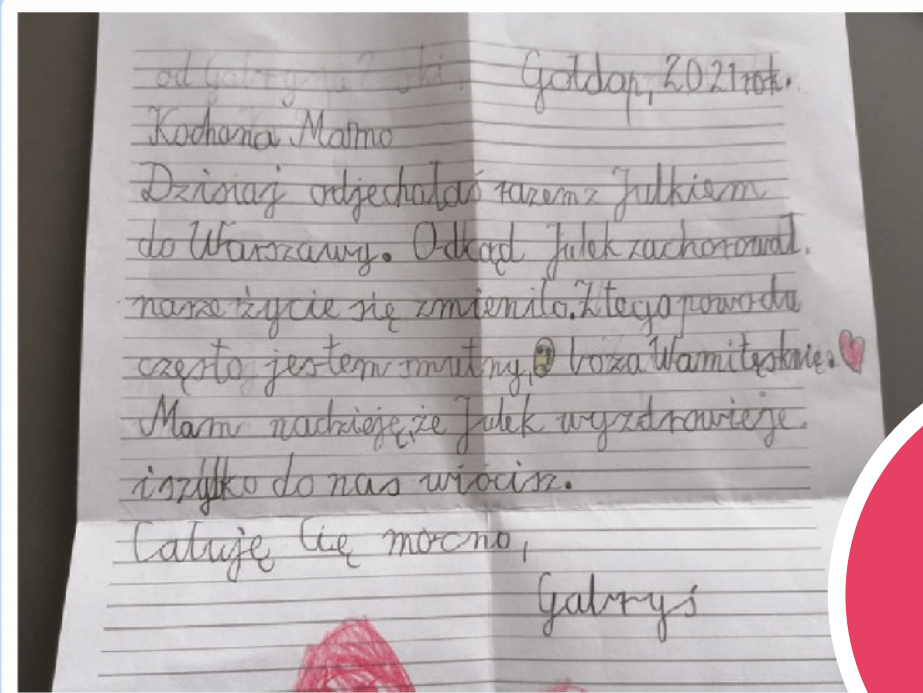 od Gabrysia
Gołdap, 2021 rok.
Kochana Mamo
Dzisiaj odjechałaś razem z Julkiem
do Warszawy. Odkąd Julek zachorował.
nasze życie się zmieniło. Z tego powodu
często jestem smutny, bo za Wami tęsknię.
Mam nadzieję, że Julek wyzdrowieje
i szybko do nas wrócisz.
Całuję Cię mocno,
Gabryś